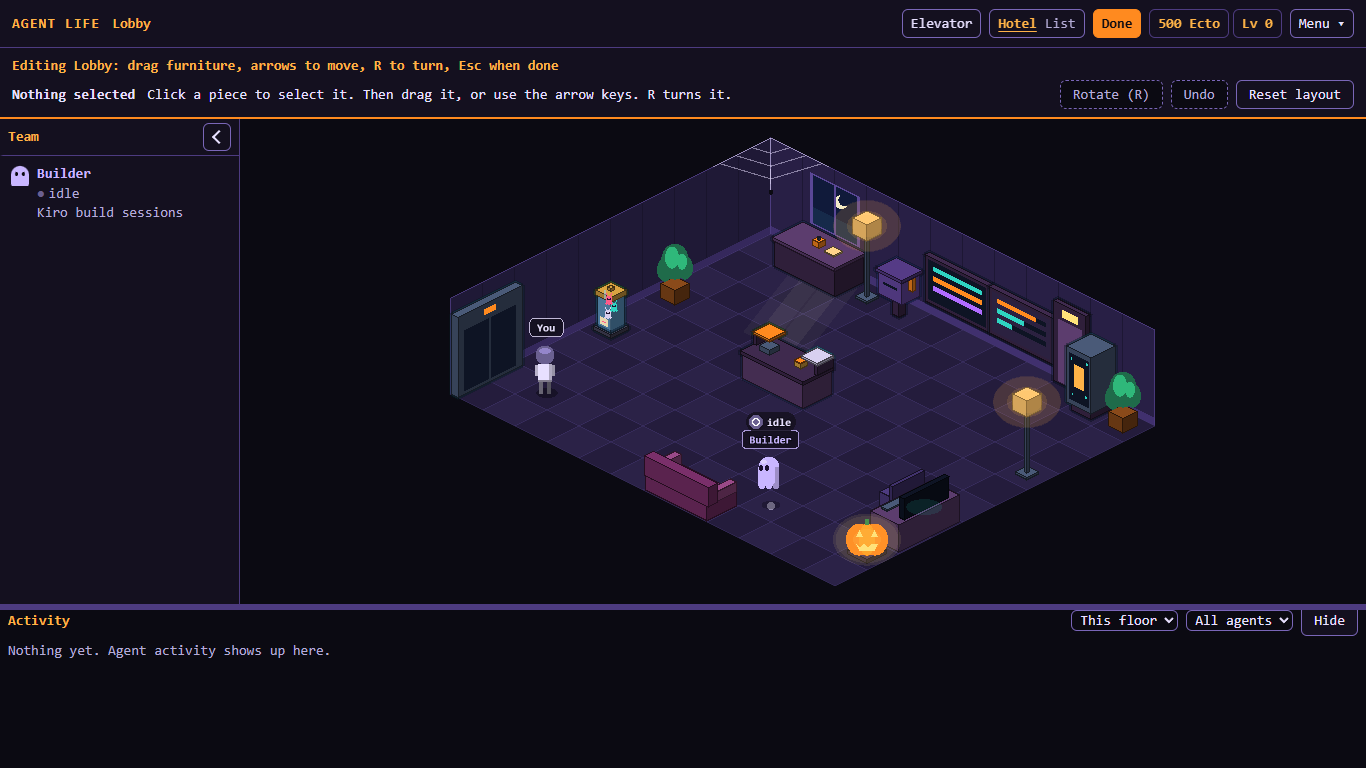 AGENT LIFE Lobby
Elevator Hotel List Done 500 Ecto Lv 0 Menu ▾
Editing Lobby: drag furniture, arrows to move, R to turn, Esc when done
Nothing selected Click a piece to select it. Then drag it, or use the arrow keys. R turns it.
Rotate (R) Undo Reset layout
Team
Builder
idle
Kiro build sessions
You
idle
Builder
Activity
This floor All agents Hide
Nothing yet. Agent activity shows up here.